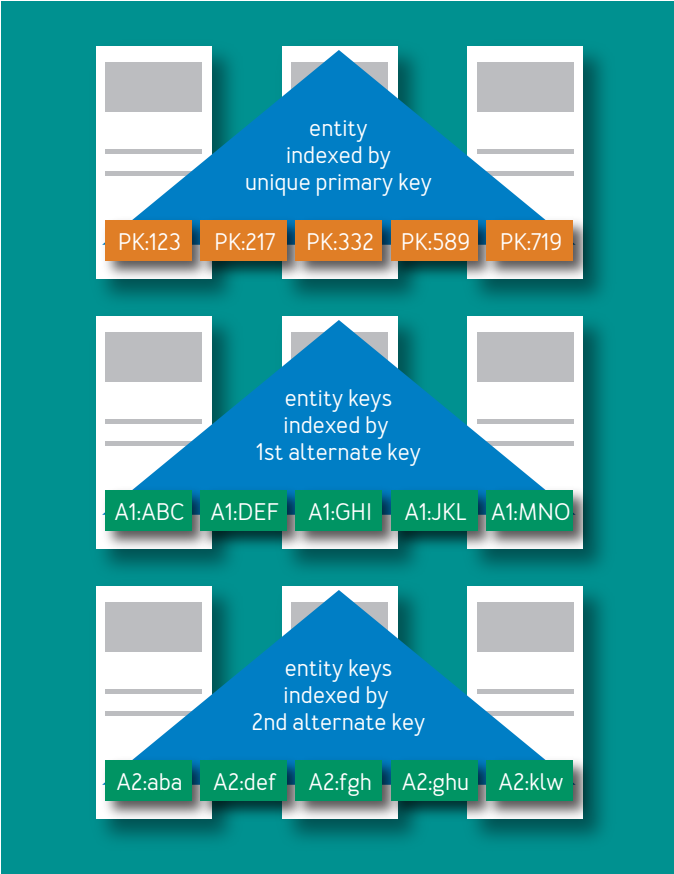 entity
indexed by
unique primary key
PK:123 PK:217 PK:332 PK:589 PK:719
entity keys
indexed by
1st alternate key
A1:ABC A1:DEF A1:GHI A1:JKL A1:MNO
entity keys
indexed by
2nd alternate key
A2:aba A2:def A2:fgh A2:ghu A2:klw